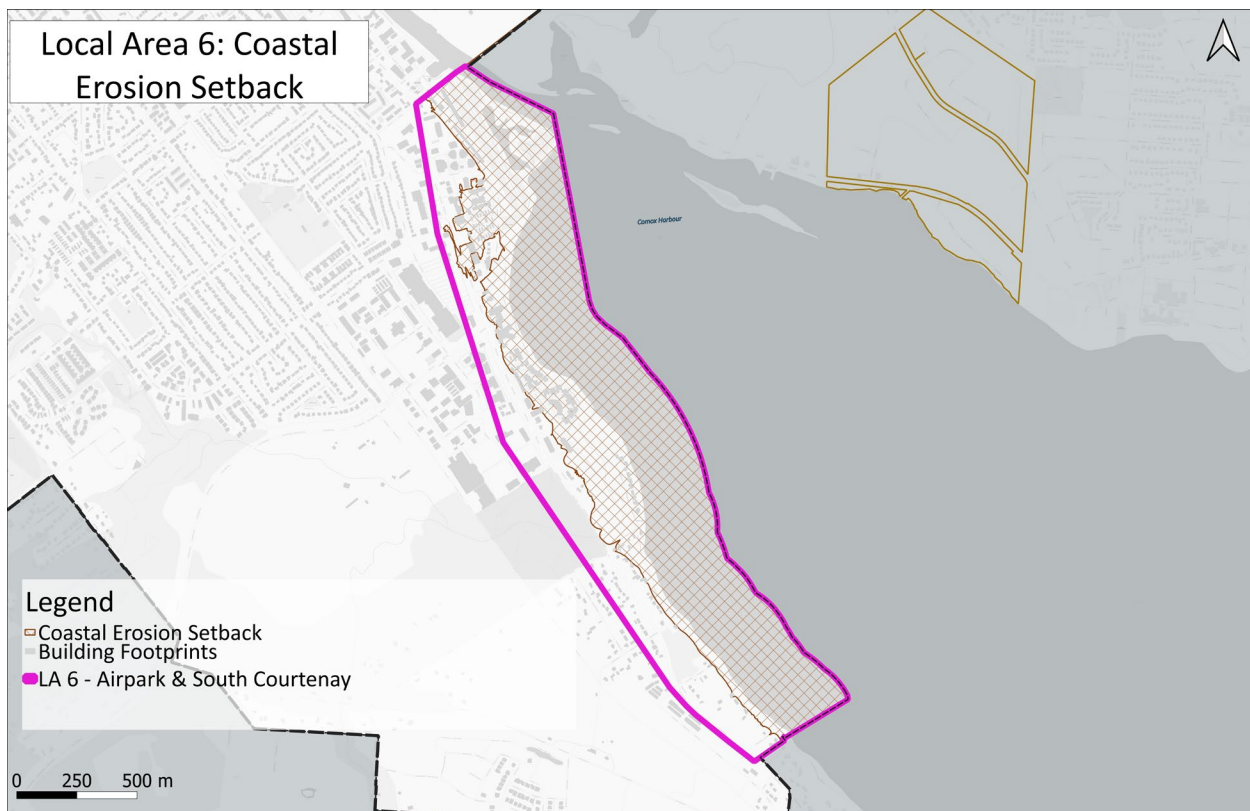 Local Area 6: Coastal
Erosion Setback
Comox Harbour
Legend
Coastal Erosion Setback
Building Footprints
LA 6 - Airpark & South Courtenay
0 250 500 m